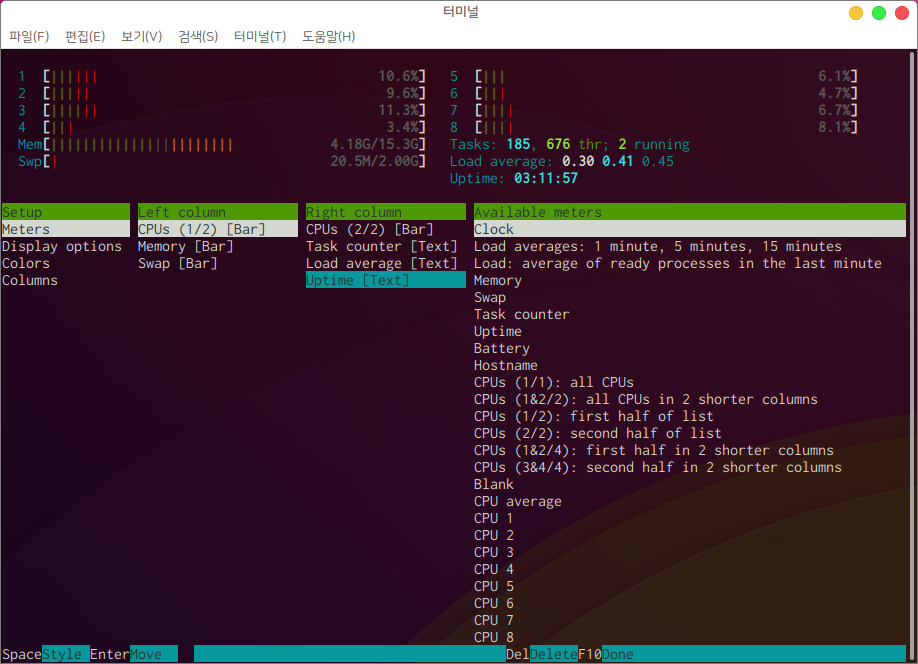 터미널
파일(F) 편집(E) 보기(V) 검색(S) 터미널(T) 도움말(H)
1 [|||||| 10.6%] 5 [||| 6.1%]
2 [||||| 9.6%] 6 [||| 4.7%]
3 [|||||| 11.3%] 7 [|||| 6.7%]
4 [||| 3.4%] 8 [|||| 8.1%]
Mem[||||||||||||||||||||||| 4.18G/15.3G] Tasks: 185, 676 thr; 2 running
Swp[| 20.5M/2.00G] Load average: 0.30 0.41 0.45
Uptime: 03:11:57
Setup Left column Right column Available meters
Meters CPUs (1/2) [Bar] CPUs (2/2) [Bar] Clock
Display options Memory [Bar] Task counter [Text] Load averages: 1 minute, 5 minutes, 15 minutes
Colors Swap [Bar] Load average [Text] Load: average of ready processes in the last minute
Columns Uptime [Text] Memory
Swap
Task counter
Uptime
Battery
Hostname
CPUs (1/1): all CPUs
CPUs (1&2/2): all CPUs in 2 shorter columns
CPUs (1/2): first half of list
CPUs (2/2): second half of list
CPUs (1&2/4): first half in 2 shorter columns
CPUs (3&4/4): second half in 2 shorter columns
Blank
CPU average
CPU 1
CPU 2
CPU 3
CPU 4
CPU 5
CPU 6
CPU 7
CPU 8
SpaceStyle EnterMove DelDeleteF10Done